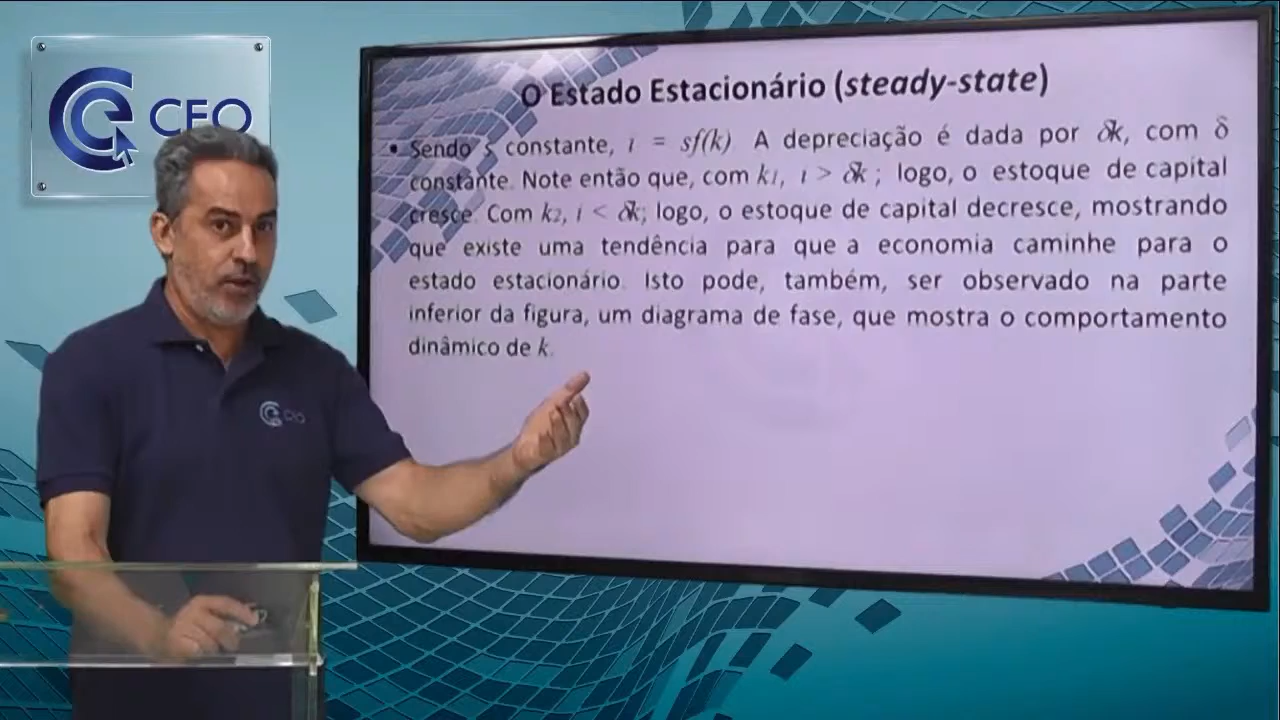 CEO
O Estado Estacionário (steady-state)
• Sendo s constante, i = sf(k) A depreciação é dada por δk, com δ
constante. Note então que, com k1, i > δk ; logo, o estoque de capital
cresce. Com k2, i < δk; logo, o estoque de capital decresce, mostrando
que existe uma tendência para que a economia caminhe para o
estado estacionário. Isto pode, também, ser observado na parte
inferior da figura, um diagrama de fase, que mostra o comportamento
dinâmico de k.